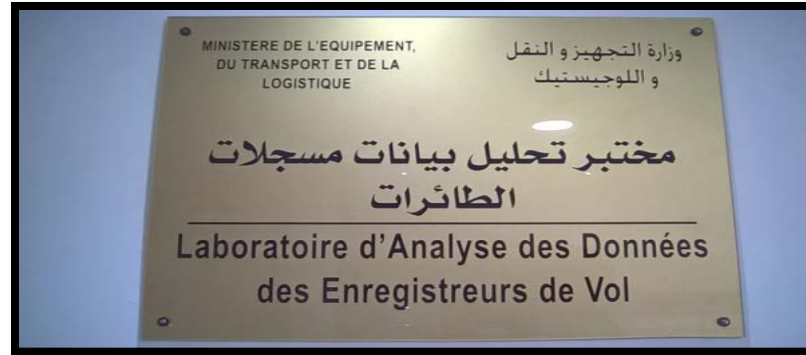 MINISTERE DE L'EQUIPEMENT,
DU TRANSPORT ET DE LA
LOGISTIQUE
وزارة التجهيز و النقل
و اللوجيستيك
مختبر تحليل بيانات مسجلات
الطائرات
Laboratoire d'Analyse des Données
des Enregistreurs de Vol